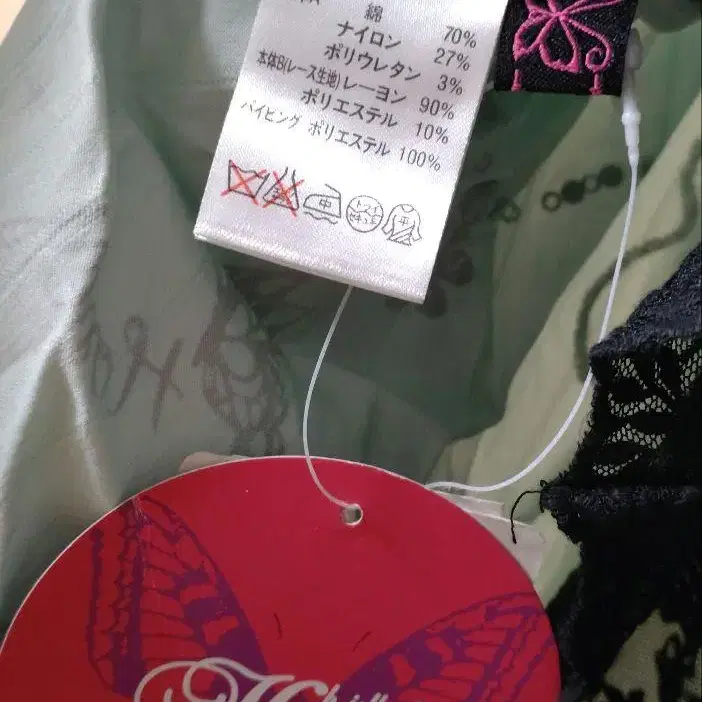 綿 70%
ナイロン 27%
ポリウレタン 3%
本体B(レース生地)レーヨン 90%
ポリエステル 10%
パイピング ポリエステル 100%
中
中
H